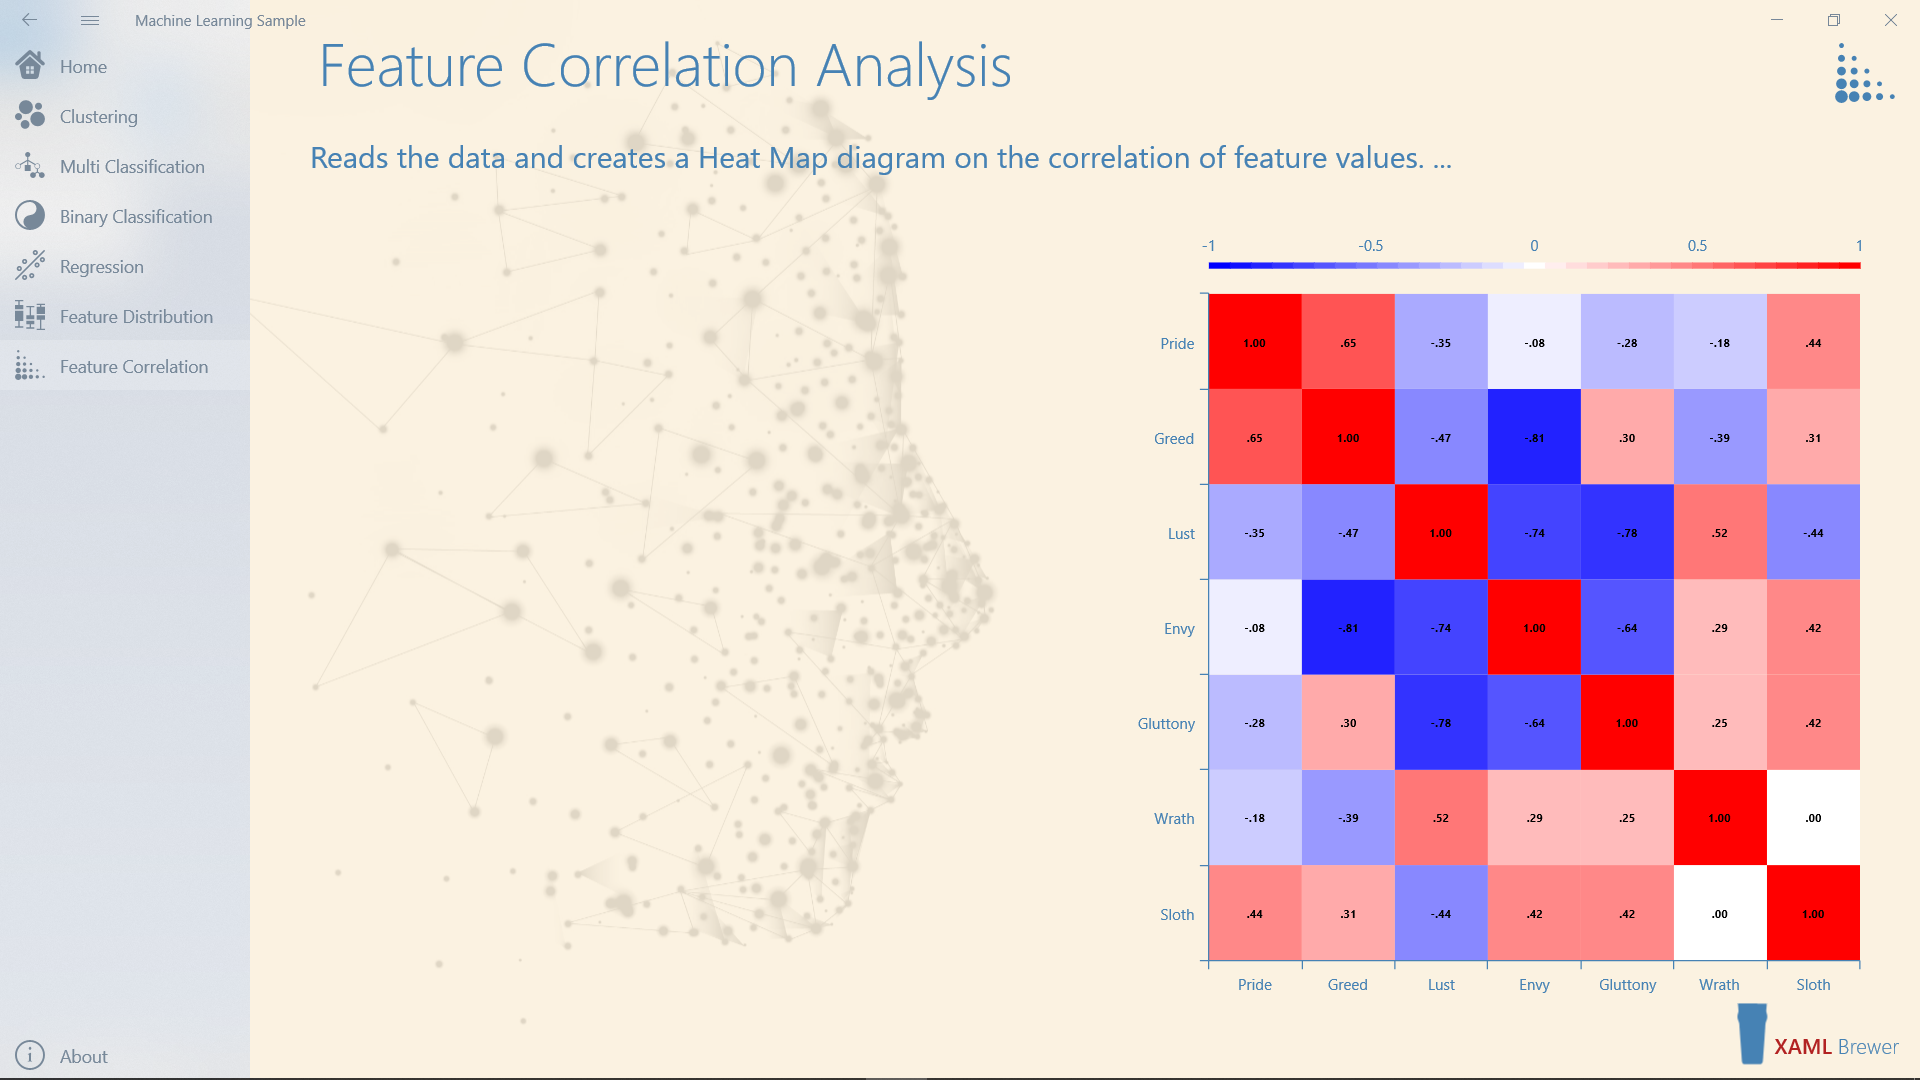 Machine Learning Sample
Home
Clustering
Multi Classification
Binary Classification
Regression
Feature Distribution
Feature Correlation
About
Feature Correlation Analysis
Reads the data and creates a Heat Map diagram on the correlation of feature values. ...
-1 -0.5 0 0.5 1
Pride 1.00 .65 -.35 -.08 -.28 -.18 .44
Greed .65 1.00 -.47 -.81 .30 -.39 .31
Lust -.35 -.47 1.00 -.74 -.78 .52 -.44
Envy -.08 -.81 -.74 1.00 -.64 .29 .42
Gluttony -.28 .30 -.78 -.64 1.00 .25 .42
Wrath -.18 -.39 .52 .29 .25 1.00 .00
Sloth .44 .31 -.44 .42 .42 .00 1.00
Pride Greed Lust Envy Gluttony Wrath Sloth
XAML Brewer